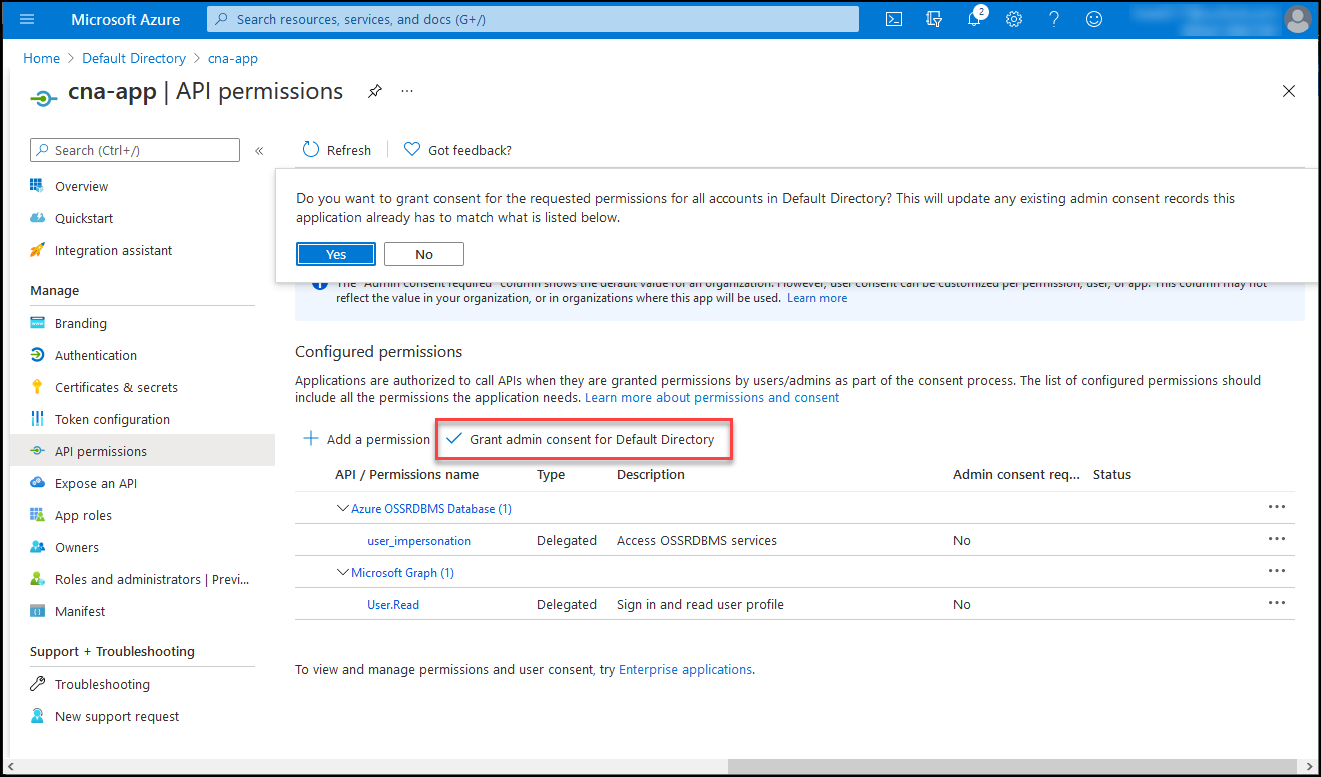 Microsoft Azure
Search resources, services, and docs (G+/)
2
Home > Default Directory > cna-app
cna-app | API permissions
Search (Ctrl+/)
«
Refresh
Got feedback?
Overview
Quickstart
Integration assistant
Manage
Branding
Authentication
Certificates & secrets
Token configuration
API permissions
Expose an API
App roles
Owners
Roles and administrators | Previ...
Manifest
Support + Troubleshooting
Troubleshooting
New support request
Do you want to grant consent for the requested permissions for all accounts in Default Directory? This will update any existing admin consent records this
application already has to match what is listed below.
Yes
No
The "Admin consent required" column shows the default value for an organization. However, user consent can be customized per permission, user, or app. This column may not
reflect the value in your organization, or in organizations where this app will be used. Learn more
Configured permissions
Applications are authorized to call APIs when they are granted permissions by users/admins as part of the consent process. The list of configured permissions should
include all the permissions the application needs. Learn more about permissions and consent
Add a permission
Grant admin consent for Default Directory
API / Permissions name Type Description Admin consent req... Status
Azure OSSRDBMS Database (1)
user_impersonation Delegated Access OSSRDBMS services No
Microsoft Graph (1)
User.Read Delegated Sign in and read user profile No
To view and manage permissions and user consent, try Enterprise applications.